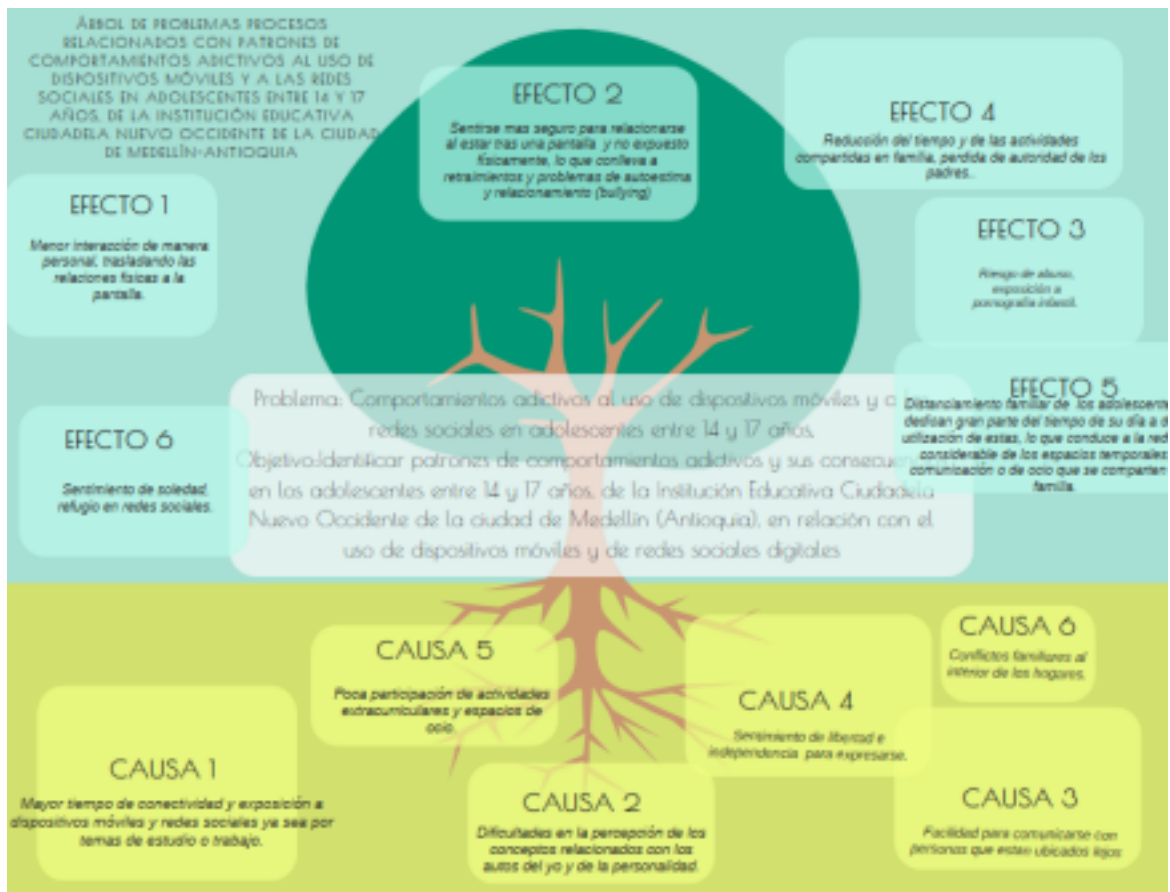 ÁRBOL DE PROBLEMAS PROCESOS
RELACIONADOS CON PATRONES DE
COMPORTAMIENTOS ADICTIVOS AL USO DE
DISPOSITIVOS MÓVILES Y A LAS REDES
SOCIALES EN ADOLESCENTES ENTRE 14 Y 17
AÑOS, DE LA INSTITUCIÓN EDUCATIVA
CIUDADELA NUEVO OCCIDENTE DE LA CIUDAD
DE MEDELLÍN-ANTIOQUIA
EFECTO 2
Sentirse mas seguro para relacionarse
al estar tras una pantalla y no expuesto
físicamente, lo que conlleva a
retraimientos y problemas de autoestima
y relacionamiento (bullying)
EFECTO 4
Reducción del tiempo y de las actividades
compartidas en familia, perdida de autoridad de los
padres..
EFECTO 1
Menor interacción de manera
personal, trasladando las
relaciones físicas a la
pantalla.
EFECTO 3
Riesgo de abuso,
exposición a
pornografía infantil.
EFECTO 5
Distanciamiento familiar de los adolescente
dedican gran parte del tiempo de su día a
utilización de estas, lo que conduce a la
considerable de los espacios temporales
comunicación o de ocio que se comparten
familia.
EFECTO 6
Sentimiento de soledad,
refugio en redes sociales.
Problema: Comportamientos adictivos al uso de dispositivos móviles y a
redes sociales en adolescentes entre 14 y 17 años.
Objetivo:Identificar patrones de comportamientos adictivos y sus
en los adolescentes entre 14 y 17 años, de la Institución Educativa Ciudadela
Nuevo Occidente de la ciudad de Medellín (Antioquia), en relación con el
uso de dispositivos móviles y de redes sociales digitales
CAUSA 5
Poca participación de actividades
extracurriculares y espacios de
ocio.
CAUSA 6
Conflictos familiares al
interior de los hogares.
CAUSA 4
Sentimiento de libertad e
independencia para expresarse.
CAUSA 1
Mayor tiempo de conectividad y exposición a
dispositivos móviles y redes sociales ya sea por
temas de estudio o trabajo.
CAUSA 2
Dificultades en la percepción de los
conceptos relacionados con los
autos del yo y de la personalidad.
CAUSA 3
Facilidad para comunicarse con
personas que estan ubicados lejos